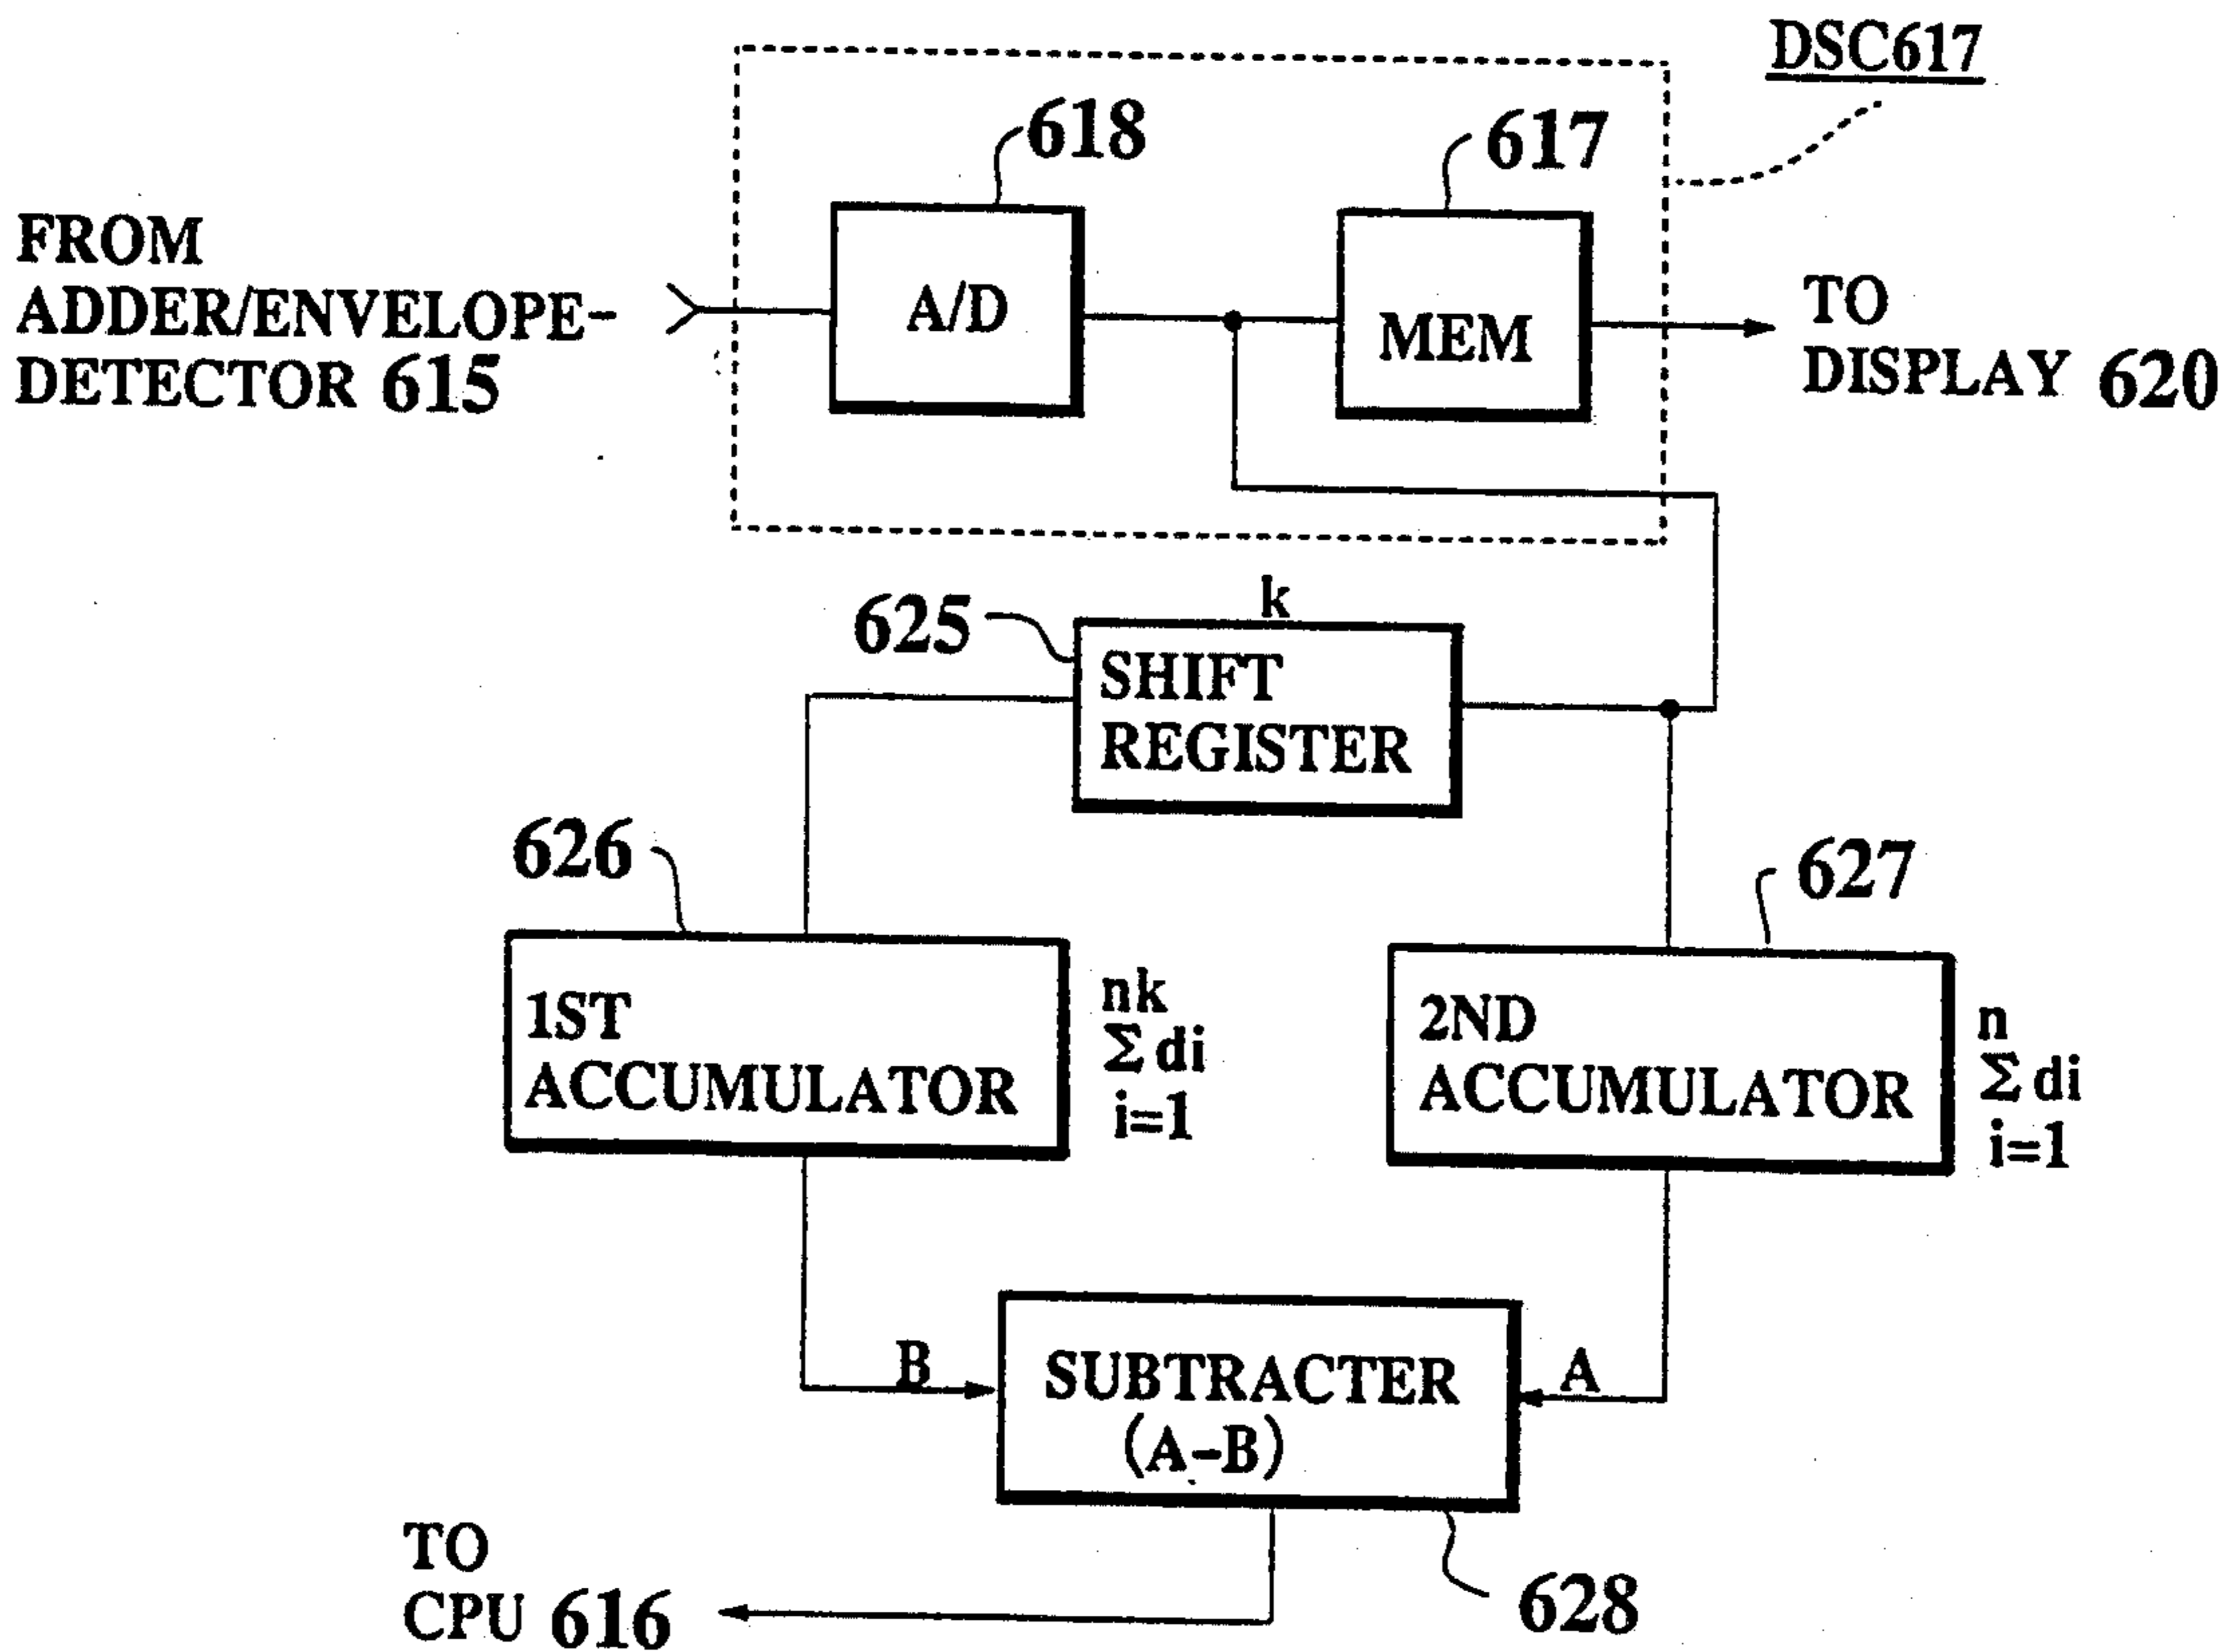 DSC617
618
617
FROM
ADDER/ENVELOPE-
DETECTOR 615
A/D
MEM
TO
DISPLAY 620
k
625
SHIFT
REGISTER
626
627
1ST
ACCUMULATOR
nk
Σ di
i=1
2ND
ACCUMULATOR
n
Σ di
i=1
B
SUBTRACTER
(A-B)
A
TO
CPU 616
628